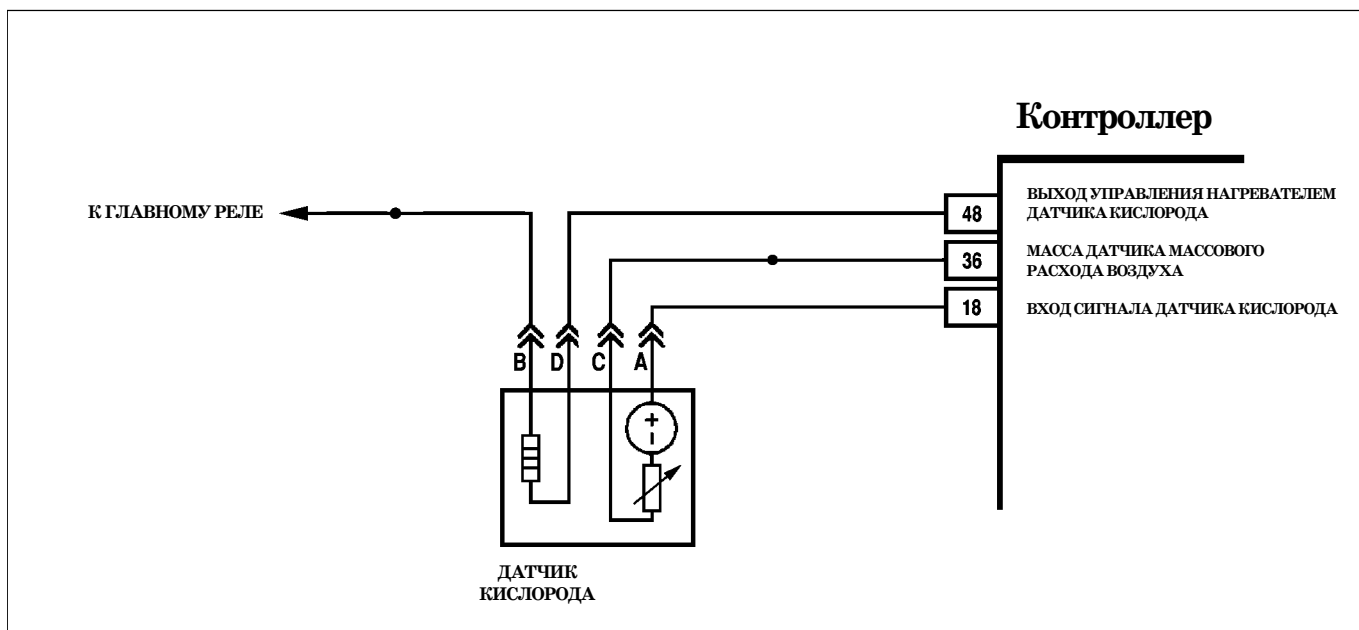 Контроллер
К ГЛАВНОМУ РЕЛЕ
48
ВЫХОД УПРАВЛЕНИЯ НАГРЕВАТЕЛЕМ
ДАТЧИКА КИСЛОРОДА
36
МАССА ДАТЧИКА МАССОВОГО
РАСХОДА ВОЗДУХА
18
ВХОД СИГНАЛА ДАТЧИКА КИСЛОРОДА
B D C A
ДАТЧИК
КИСЛОРОДА